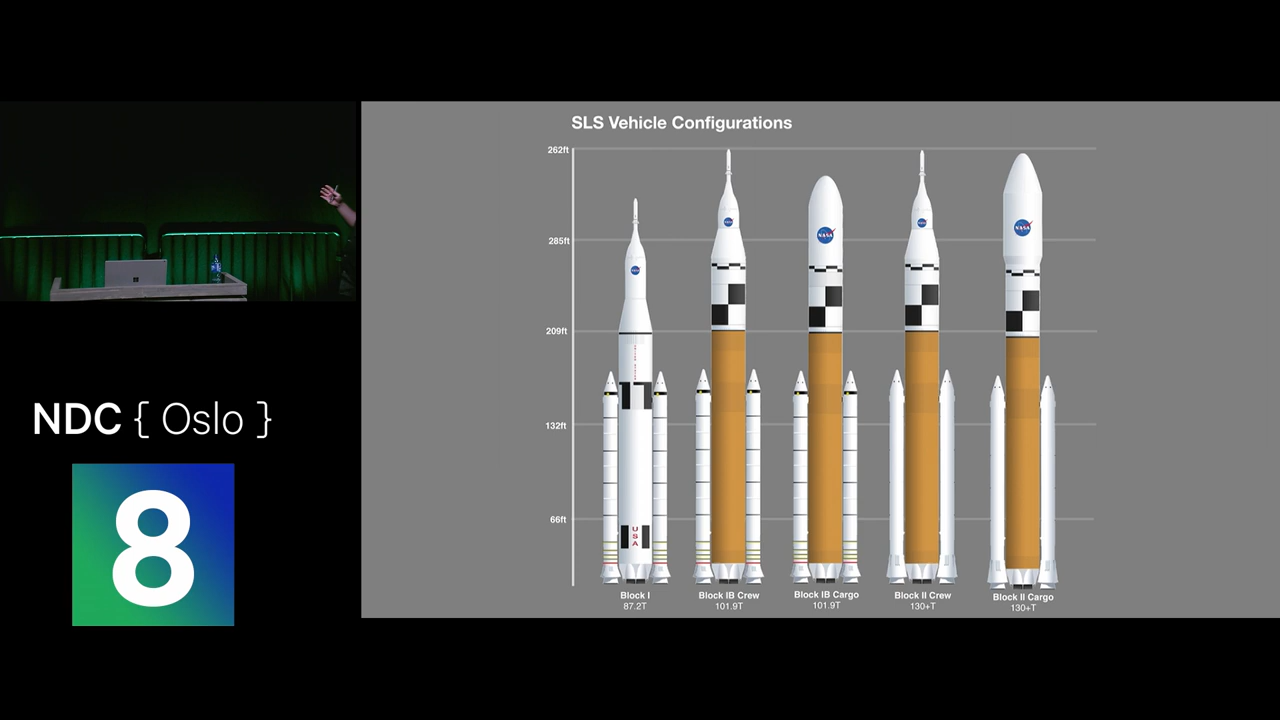 SLS Vehicle Configurations
262ft
285ft
209ft
132ft
66ft
NASA
NASA
NASA
NASA
NASA
USA
Block I
87.2T
Block IB Crew
101.9T
Block IB Cargo
101.9T
Block II Crew
130+T
Block II Cargo
130+T
NDC { Oslo }
8